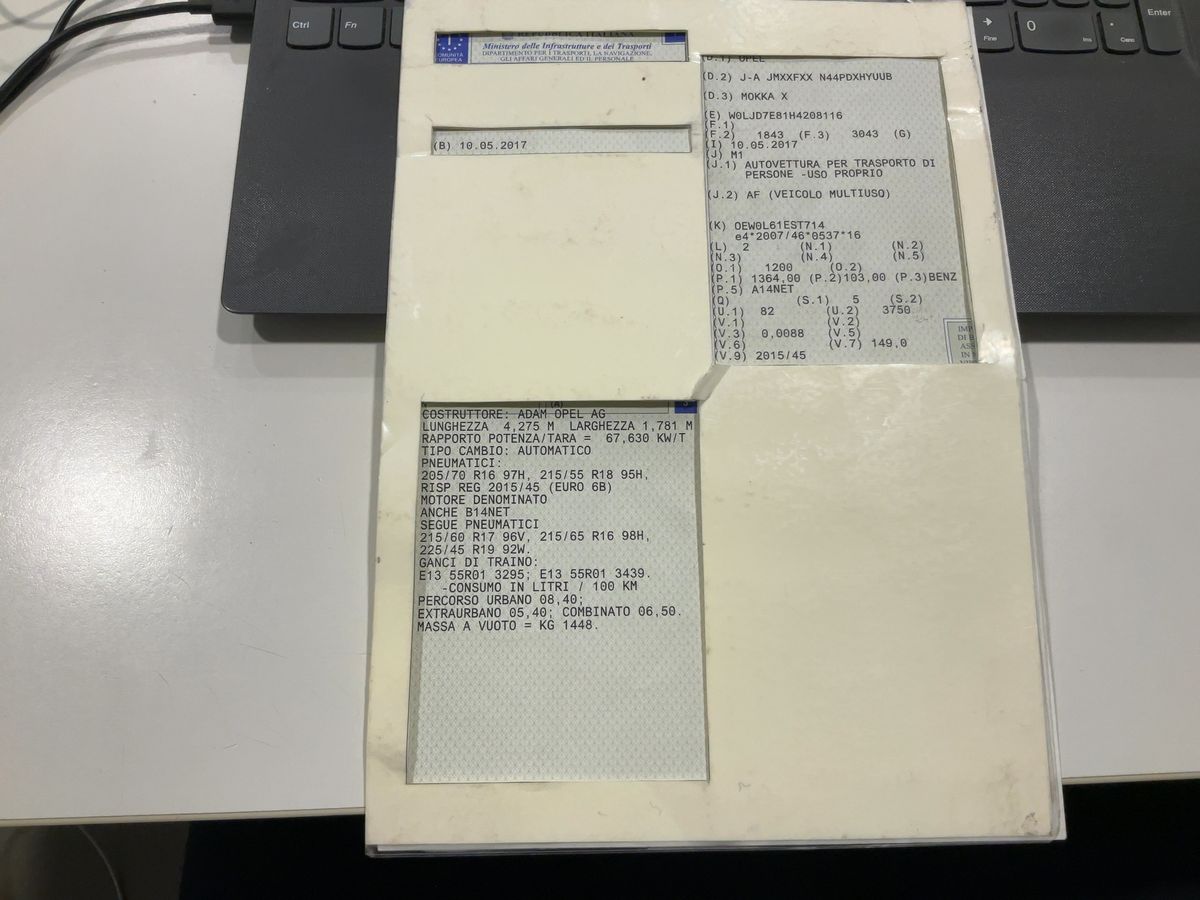 Ctrl
Fn
Fine
0
Ins
.
Canc
Enter
REPUBBLICA ITALIANA
COMUNITÀ
EUROPEA
Ministero delle Infrastrutture e dei Trasporti
DIPARTIMENTO PER I TRASPORTI, LA NAVIGAZIONE,
GLI AFFARI GENERALI ED IL PERSONALE
(B) 10.05.2017
(D.1) OPEL
(D.2) J-A JMXXFXX N44PDXHYUUB
(D.3) MOKKA X
(E) W0LJD7E81H4208116
(F.1)
(F.2) 1843 (F.3) 3043 (G)
(I) 10.05.2017
(J) M1
(J.1) AUTOVETTURA PER TRASPORTO DI
PERSONE -USO PROPRIO
(J.2) AF (VEICOLO MULTIUSO)
(K) OEW0L61EST714
e4*2007/46*0537*16
(L) 2 (N.1) (N.2)
(N.3) (N.4) (N.5)
(O.1) 1200 (O.2)
(P.1) 1364,00 (P.2)103,00 (P.3)BENZ
(P.5) A14NET
(Q) (S.1) 5 (S.2)
(U.1) 82 (U.2) 3750
(V.1) (V.2)
(V.3) 0,0088 (V.5)
(V.6) (V.7) 149,0
(V.9) 2015/45
IMP
DI B
ASS
IN
(A)
COSTRUTTORE: ADAM OPEL AG
LUNGHEZZA 4,275 M LARGHEZZA 1,781 M
RAPPORTO POTENZA/TARA = 67,630 KW/T
TIPO CAMBIO: AUTOMATICO
PNEUMATICI:
205/70 R16 97H, 215/55 R18 95H,
RISP REG 2015/45 (EURO 6B)
MOTORE DENOMINATO
ANCHE B14NET
SEGUE PNEUMATICI
215/60 R17 96V, 215/65 R16 98H,
225/45 R19 92W.
GANCI DI TRAINO:
E13 55R01 3295; E13 55R01 3439.
-CONSUMO IN LITRI / 100 KM
PERCORSO URBANO 08,40;
EXTRAURBANO 05,40; COMBINATO 06,50.
MASSA A VUOTO = KG 1448.